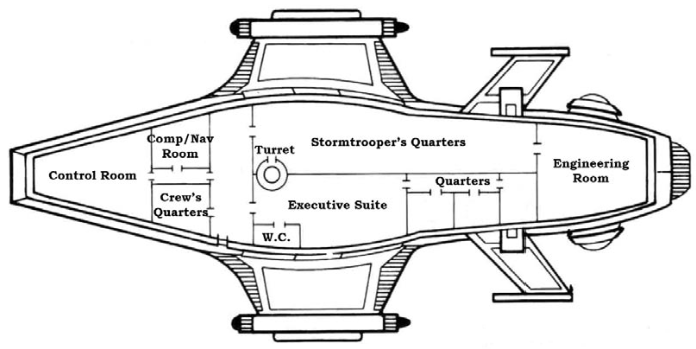 Comp/Nav
Room
Turret
Stormtrooper's Quarters
Control Room
Engineering
Room
Crew's
Quarters
Executive Suite
Quarters
W.C.